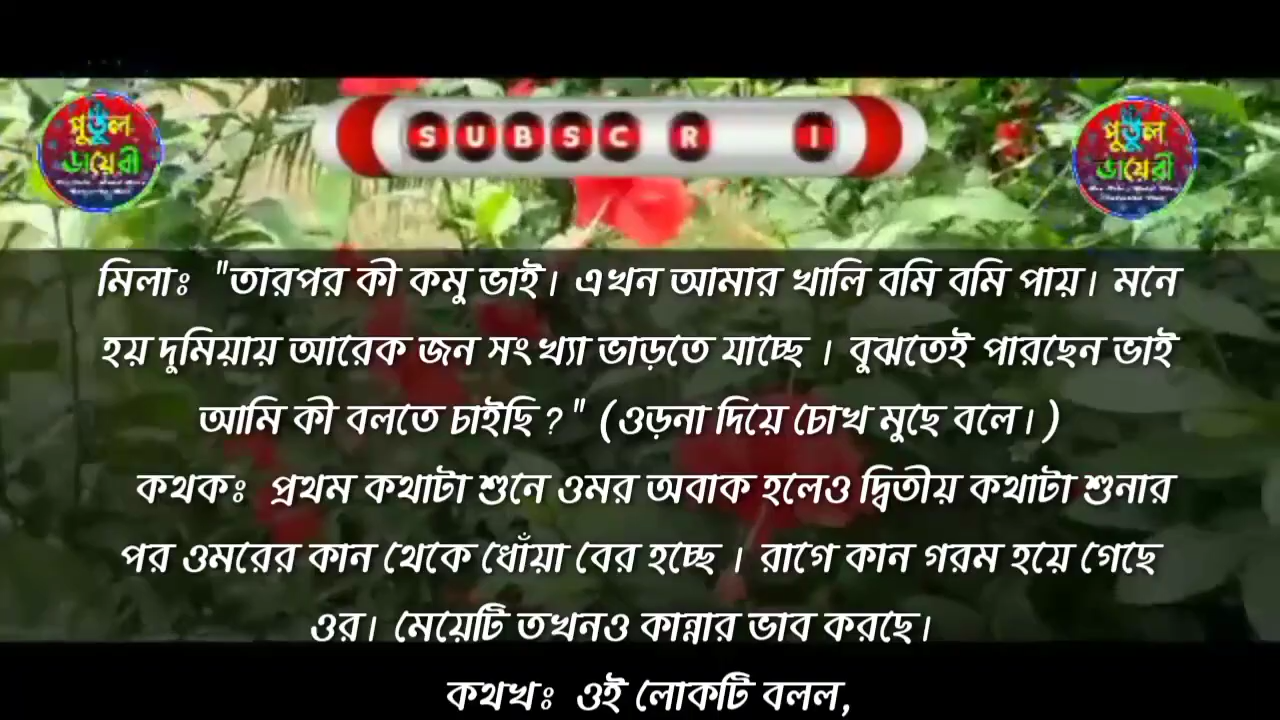 পুতুল
ডায়েরী
SUBSCR I
পুতুল
ডায়েরী
মিলাঃ "তারপর কী কমু ভাই। এখন আমার খালি বমি বমি পায়। মনে
হয় দুমিয়ায় আরেক জন সংখ্যা ভাড়তে যাচ্ছে । বুঝতেই পারছেন ভাই
আমি কী বলতে চাইছি ?" (ওড়না দিয়ে চোখ মুছে বলে। )
কথকঃ প্রথম কথাটা শুনে ওমর অবাক হলেও দ্বিতীয় কথাটা শুনার
পর ওমরের কান থেকে ধোঁয়া বের হচ্ছে । রাগে কান গরম হয়ে গেছে
ওর। মেয়েটি তখনও কান্নার ভাব করছে।
কথখঃ ওই লোকটি বলল,